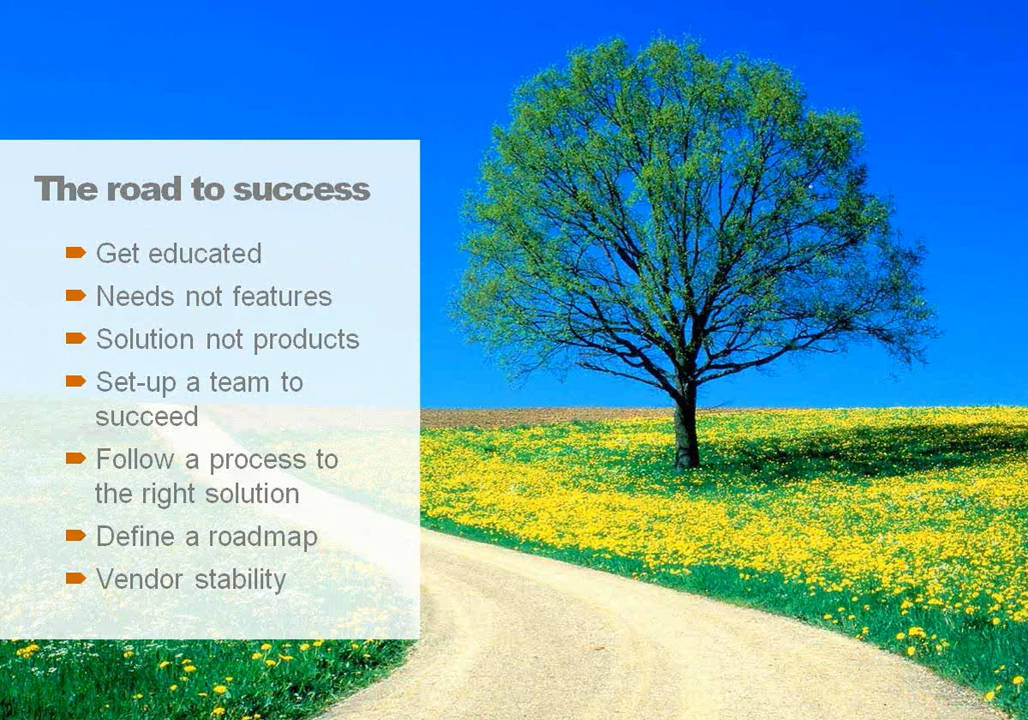 The road to success
Get educated
Needs not features
Solution not products
Set-up a team to
succeed
Follow a process to
the right solution
Define a roadmap
Vendor stability